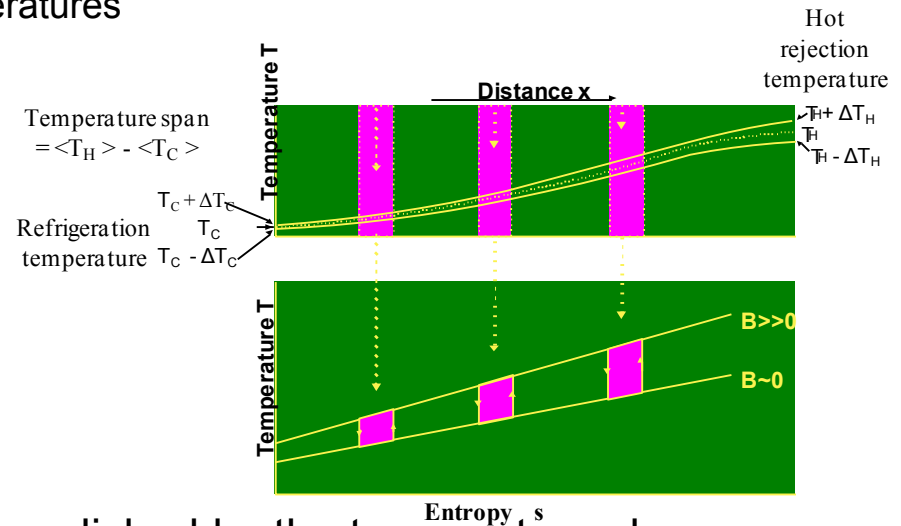 eratures
Hot
rejection
temperature
Temperature T
Distance x
Temperature span
= <T_H > - <T_C >
T_H + ΔT_H
T_H
T_H - ΔT_H
T_C + ΔT_C
Refrigeration T_C
temperature T_C - ΔT_C
Temperature T
B>>0
B~0
Entropy s